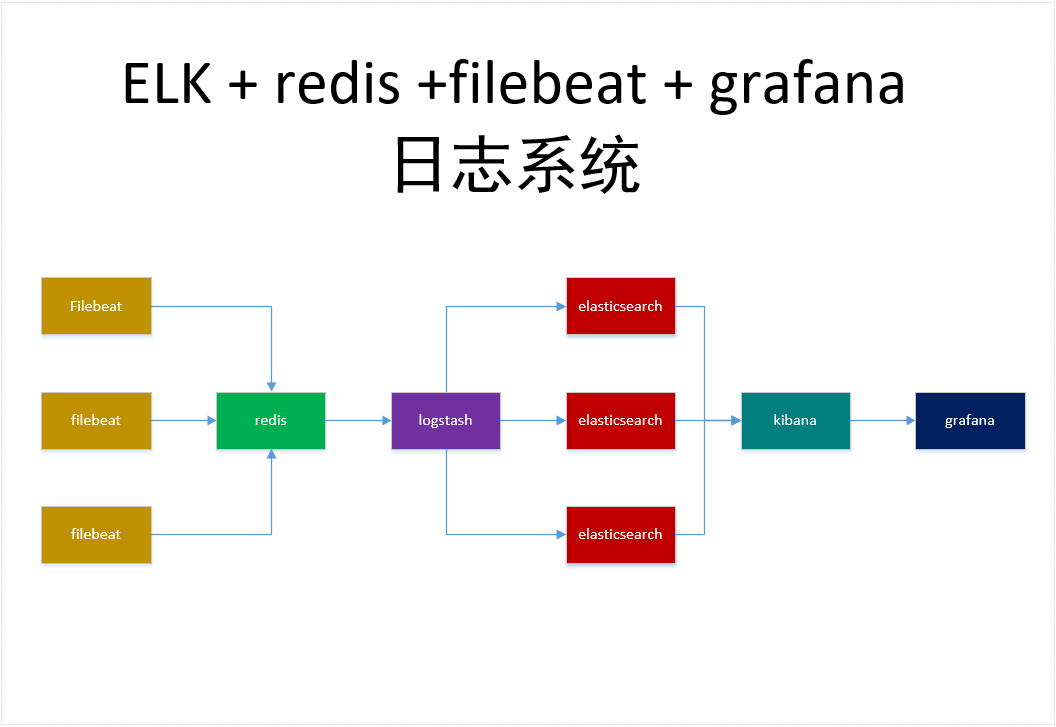 ELK + redis +filebeat + grafana
日志系统
Filebeat
elasticsearch
filebeat
redis
logstash
elasticsearch
kibana
grafana
filebeat
elasticsearch